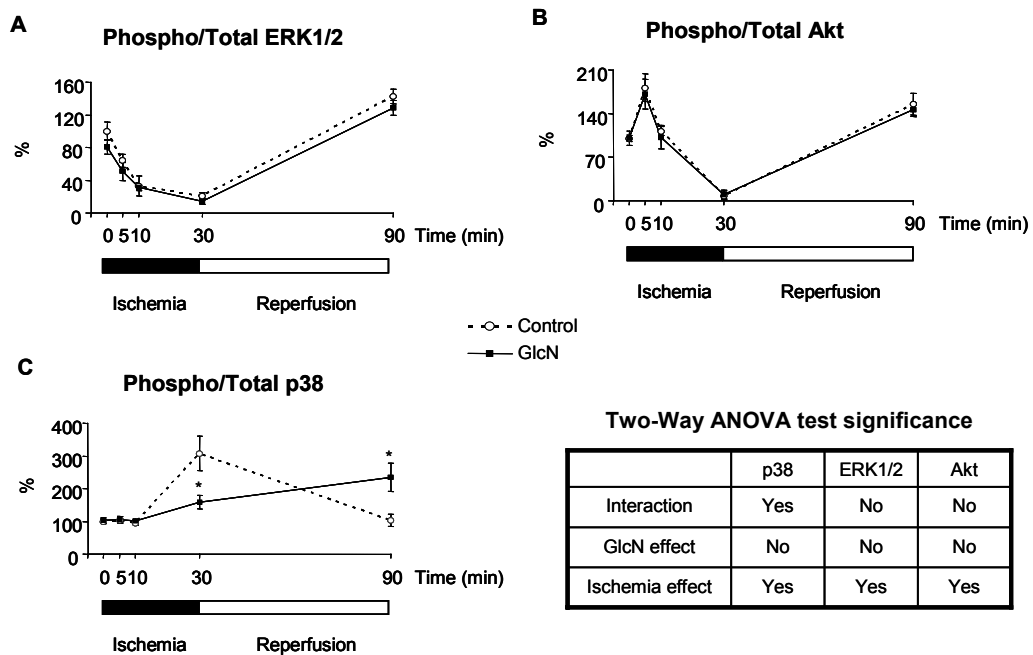 A
Phospho/Total ERK1/2
160
120
80
40
0
%
0 5 10 30 90 Time (min)
Ischemia Reperfusion
B
Phospho/Total Akt
210
140
70
0
%
0 5 10 30 90 Time (min)
Ischemia Reperfusion
Control
GlcN
C
Phospho/Total p38
400
300
200
100
0
%
* *
0 5 10 30 90 Time (min)
Ischemia Reperfusion
Two-Way ANOVA test significance
p38 ERK1/2 Akt
Interaction Yes No No
GlcN effect No No No
Ischemia effect Yes Yes Yes